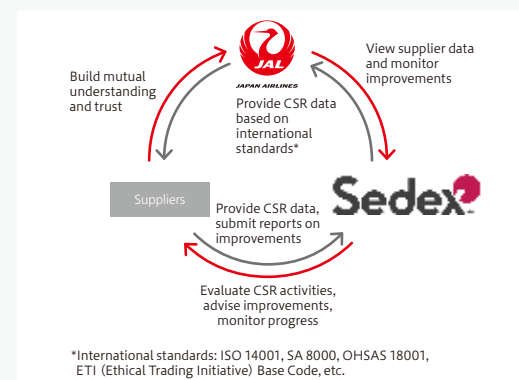 JAL
JAPAN AIRLINES
View supplier data
and monitor
improvements
Build mutual
understanding
and trust
Provide CSR data
based on
international
standards*
Suppliers
Sedex
Provide CSR data,
submit reports on
improvements
Evaluate CSR activities,
advise improvements,
monitor progress
*International standards: ISO 14001, SA 8000, OHSAS 18001,
ETI (Ethical Trading Initiative) Base Code, etc.